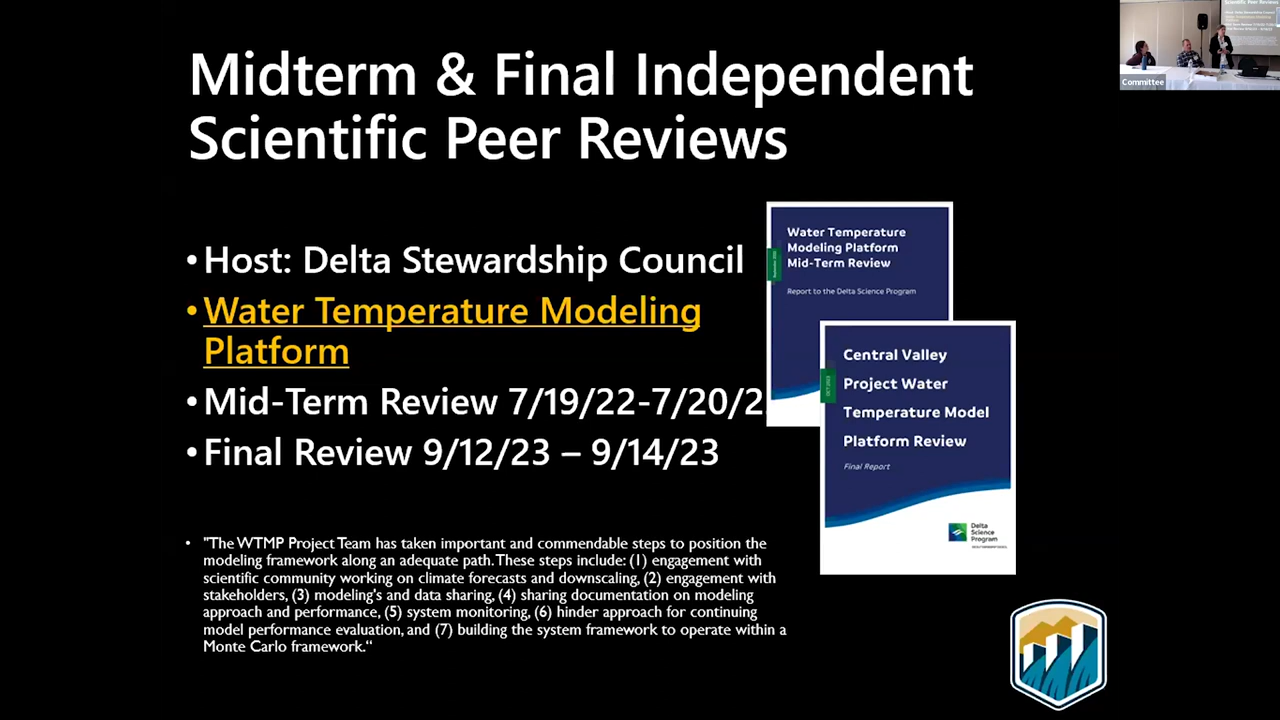 Midterm & Final Independent
Scientific Peer Reviews
• Host: Delta Stewardship Council
• Water Temperature Modeling
Platform
• Mid-Term Review 7/19/22-7/20/2
• Final Review 9/12/23 – 9/14/23
• "The WTMP Project Team has taken important and commendable steps to position the
modeling framework along an adequate path. These steps include: (1) engagement with
scientific community working on climate forecasts and downscaling, (2) engagement with
stakeholders, (3) modeling's and data sharing, (4) sharing documentation on modeling
approach and performance, (5) system monitoring, (6) hinder approach for continuing
model performance evaluation, and (7) building the system framework to operate within a
Monte Carlo framework.“
Water Temperature
Modeling Platform
Mid-Term Review
Report to the Delta Science Program
Central Valley
Project Water
Temperature Model
Platform Review
Final Report
Delta
Science
Program
Committee
Scientific Peer Reviews